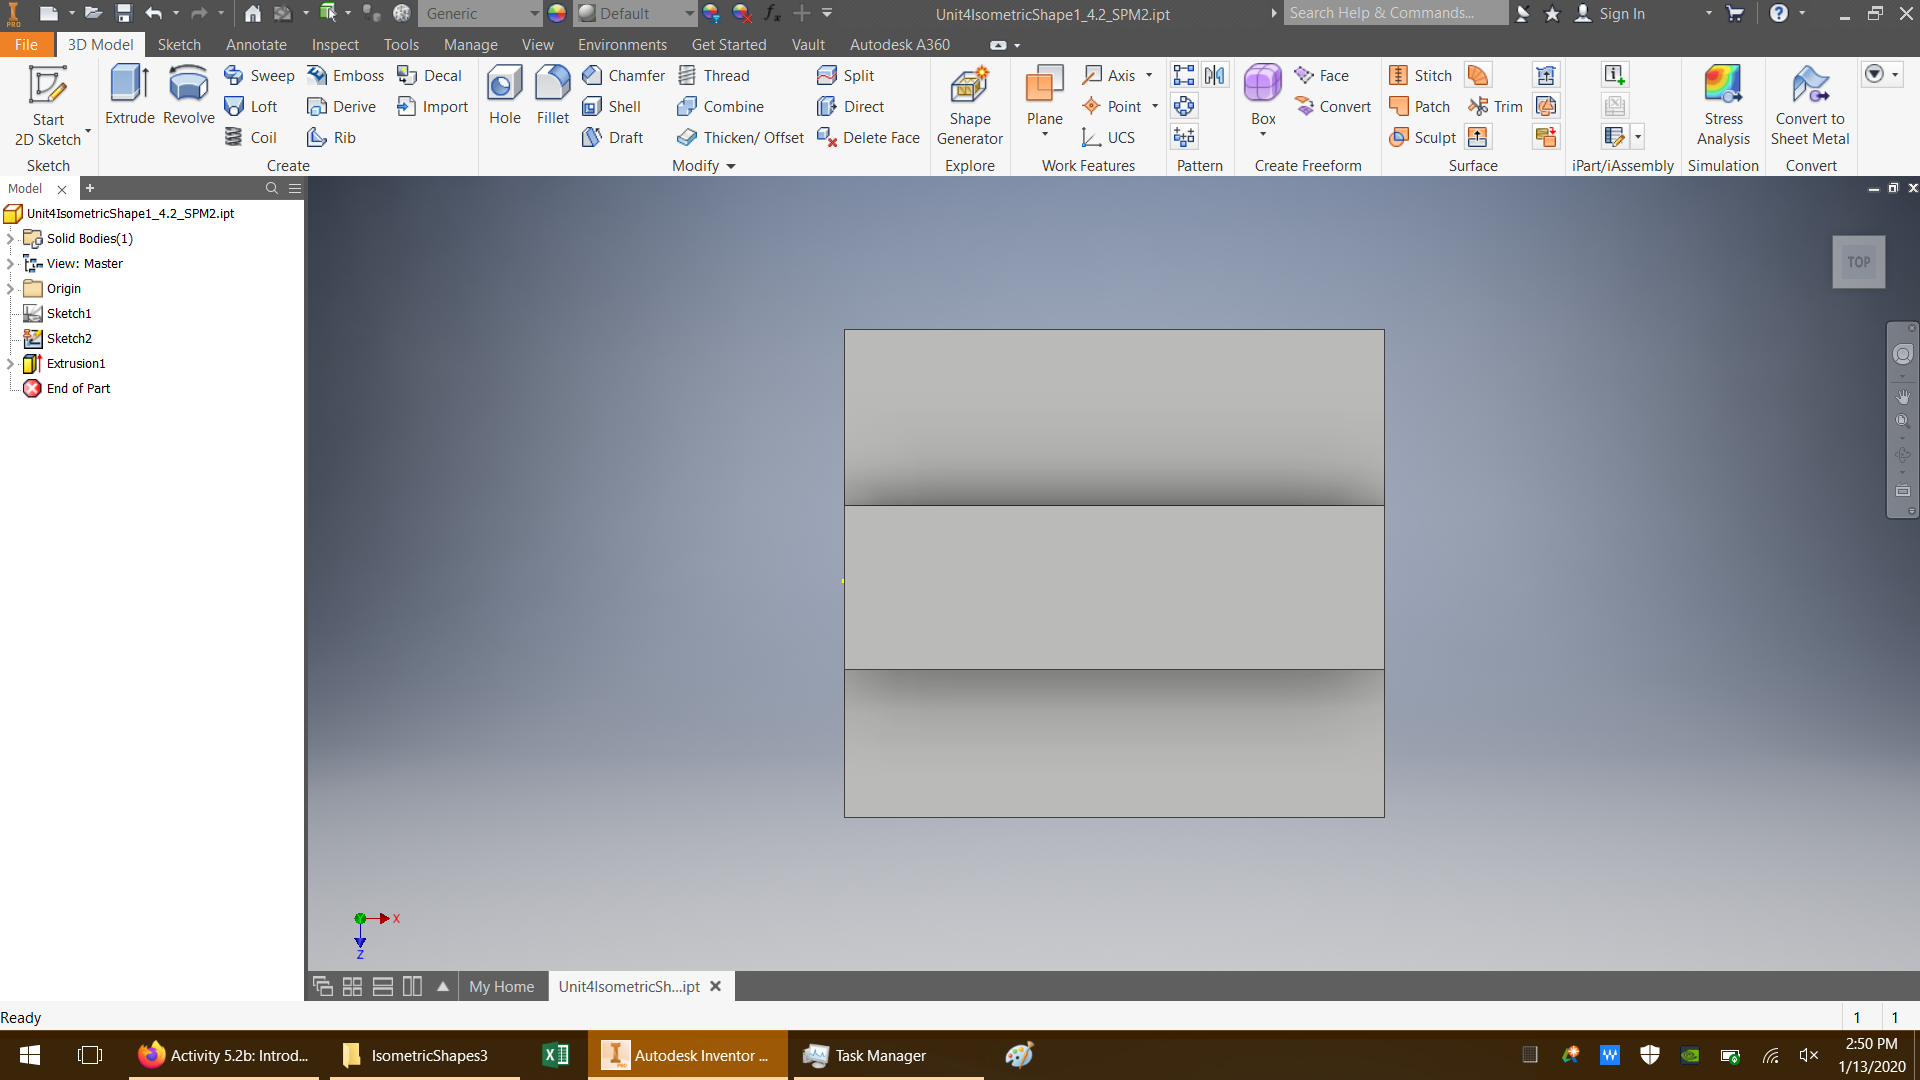 PRO
Generic
Default
fx
Unit4IsometricShape1_4.2_SPM2.ipt
Search Help & Commands...
Sign In
?
File
3D Model
Sketch
Annotate
Inspect
Tools
Manage
View
Environments
Get Started
Vault
Autodesk A360
Start
2D Sketch
Extrude
Revolve
Sweep
Loft
Coil
Emboss
Derive
Rib
Decal
Import
Hole
Fillet
Chamfer
Shell
Draft
Thread
Combine
Thicken/ Offset
Split
Direct
Delete Face
Shape
Generator
Plane
Axis
Point
UCS
Box
Face
Convert
Stitch
Patch
Sculpt
Trim
Stress
Analysis
Convert to
Sheet Metal
Sketch
Create
Modify
Explore
Work Features
Pattern
Create Freeform
Surface
iPart/iAssembly
Simulation
Convert
Model
Unit4IsometricShape1_4.2_SPM2.ipt
Solid Bodies(1)
View: Master
Origin
Sketch1
Sketch2
Extrusion1
End of Part
TOP
X
Z
My Home
Unit4IsometricSh...ipt
Ready
1
1
Activity 5.2b: Introd...
IsometricShapes3
Autodesk Inventor ...
Task Manager
2:50 PM
1/13/2020